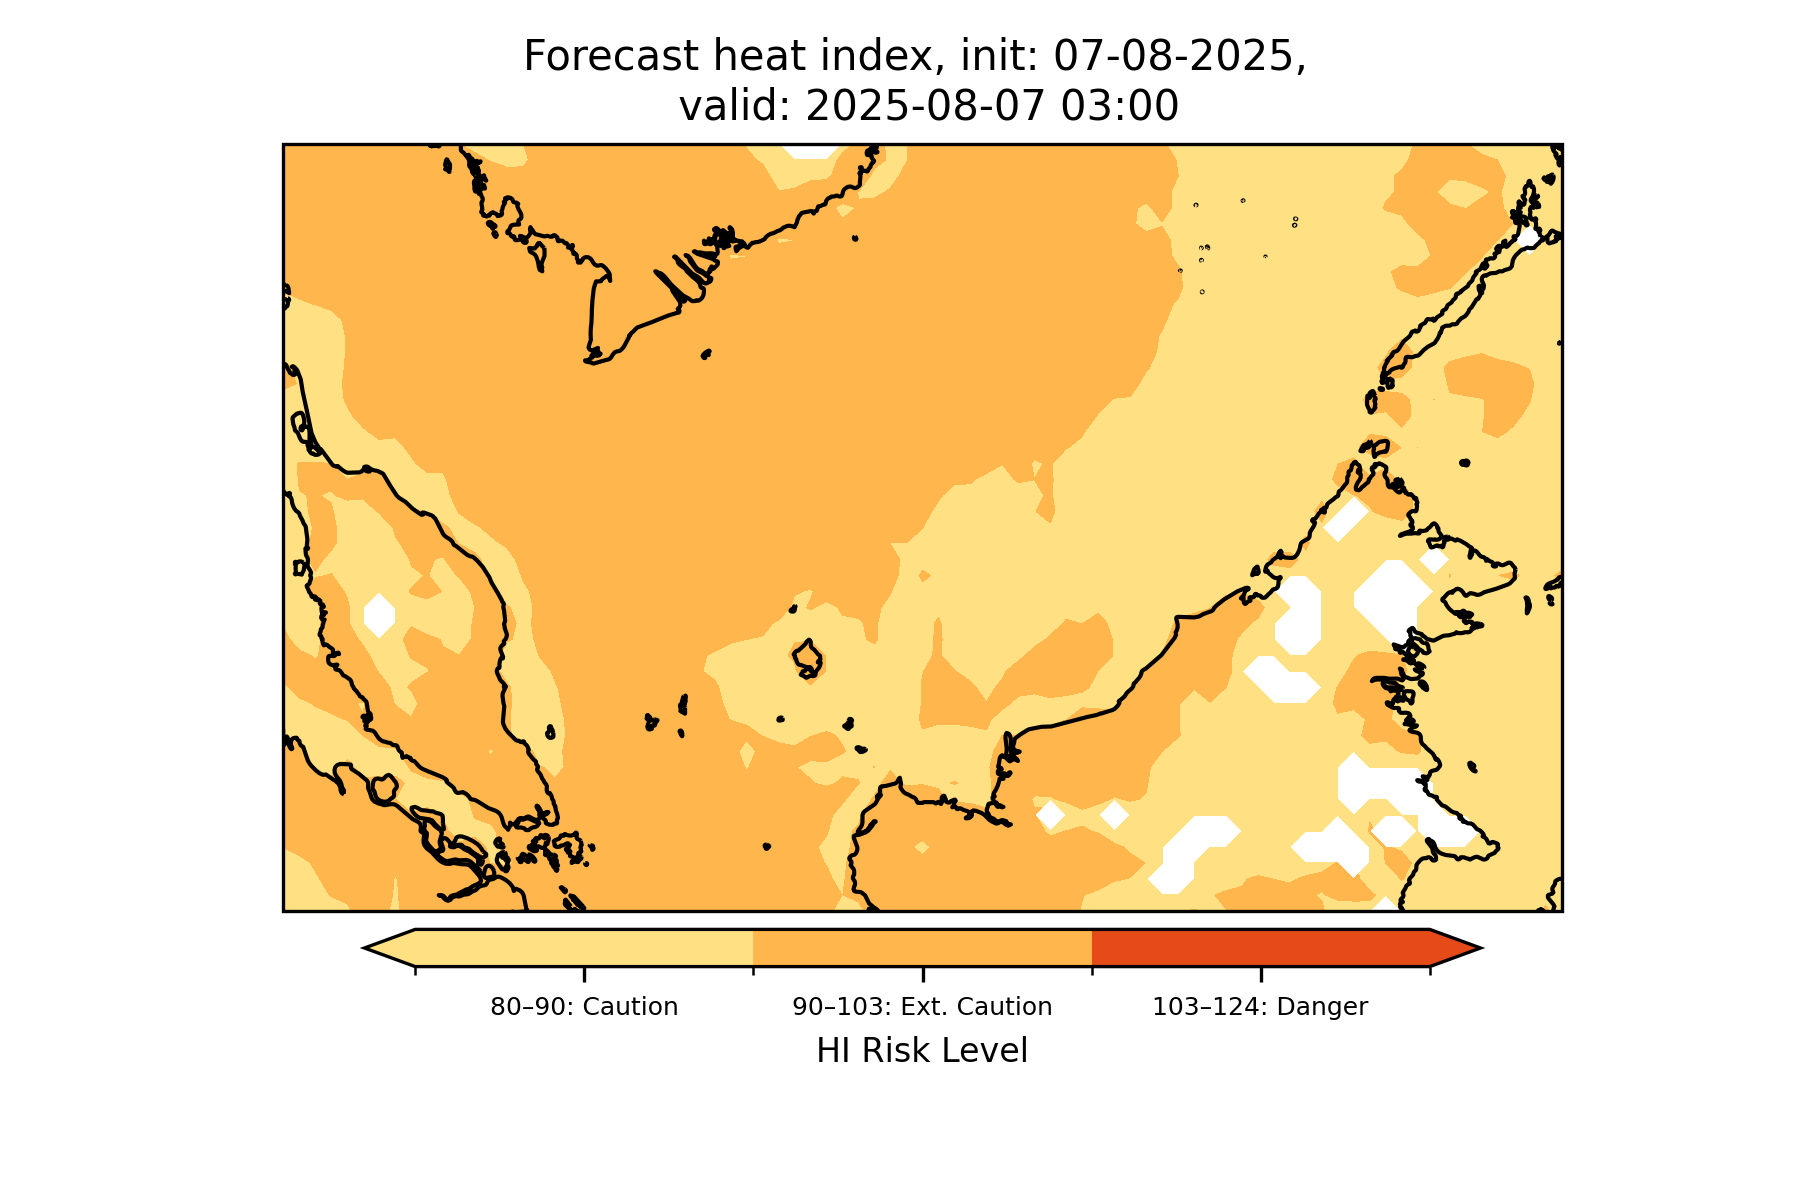 Forecast heat index, init: 07-08-2025,
valid: 2025-08-07 03:00
80–90: Caution
90–103: Ext. Caution
103–124: Danger
HI Risk Level